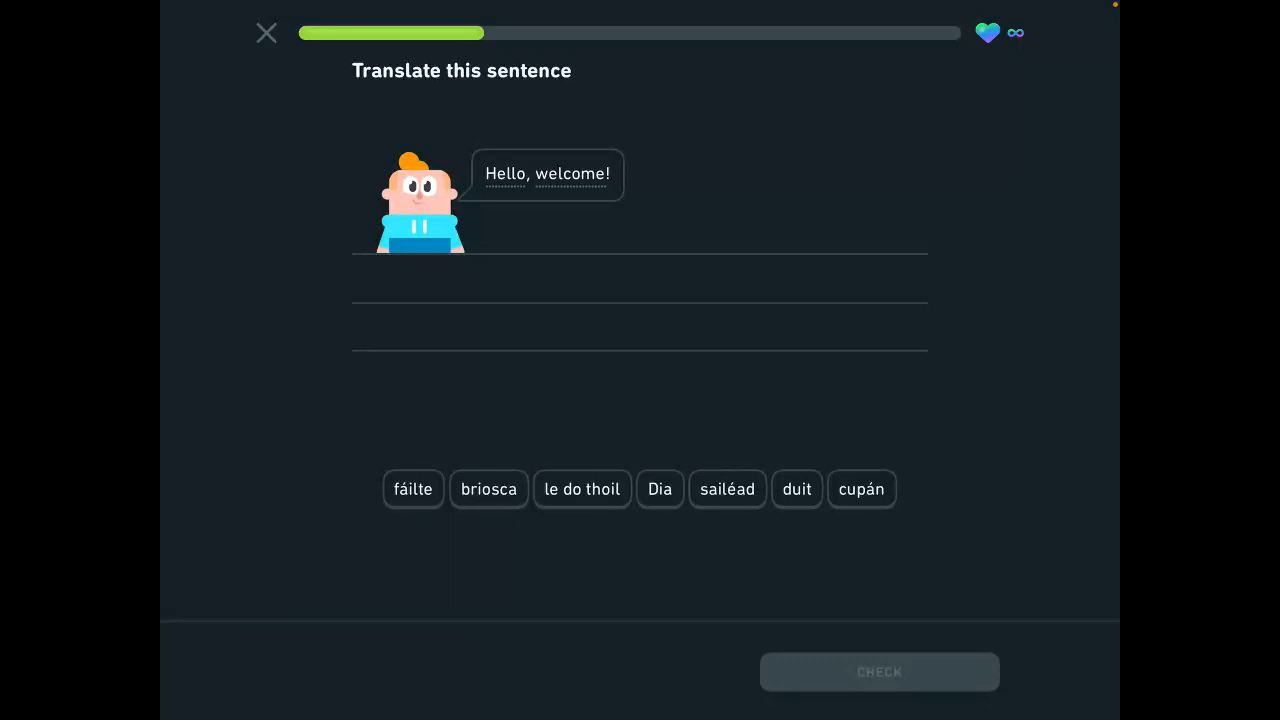 ∞
Translate this sentence
Hello, welcome!
fáilte briosca le do thoil Dia sailéad duit cupán
CHECK